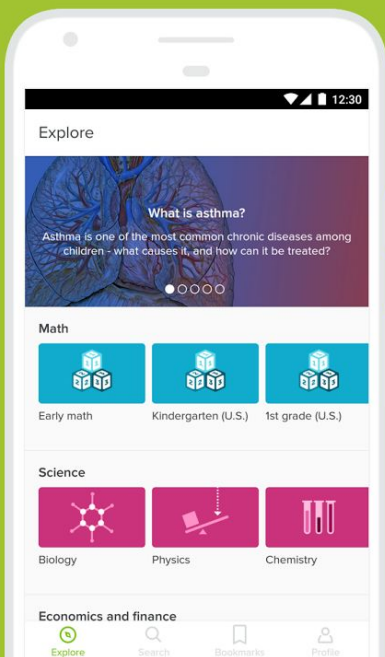 12:30
Explore
What is asthma?
Asthma is one of the most common chronic diseases among
children - what causes it, and how can it be treated?
Math
Early math
Kindergarten (U.S.)
1st grade (U.S.)
Science
Biology
Physics
Chemistry
Economics and finance
Explore
Search
Bookmarks
Profile